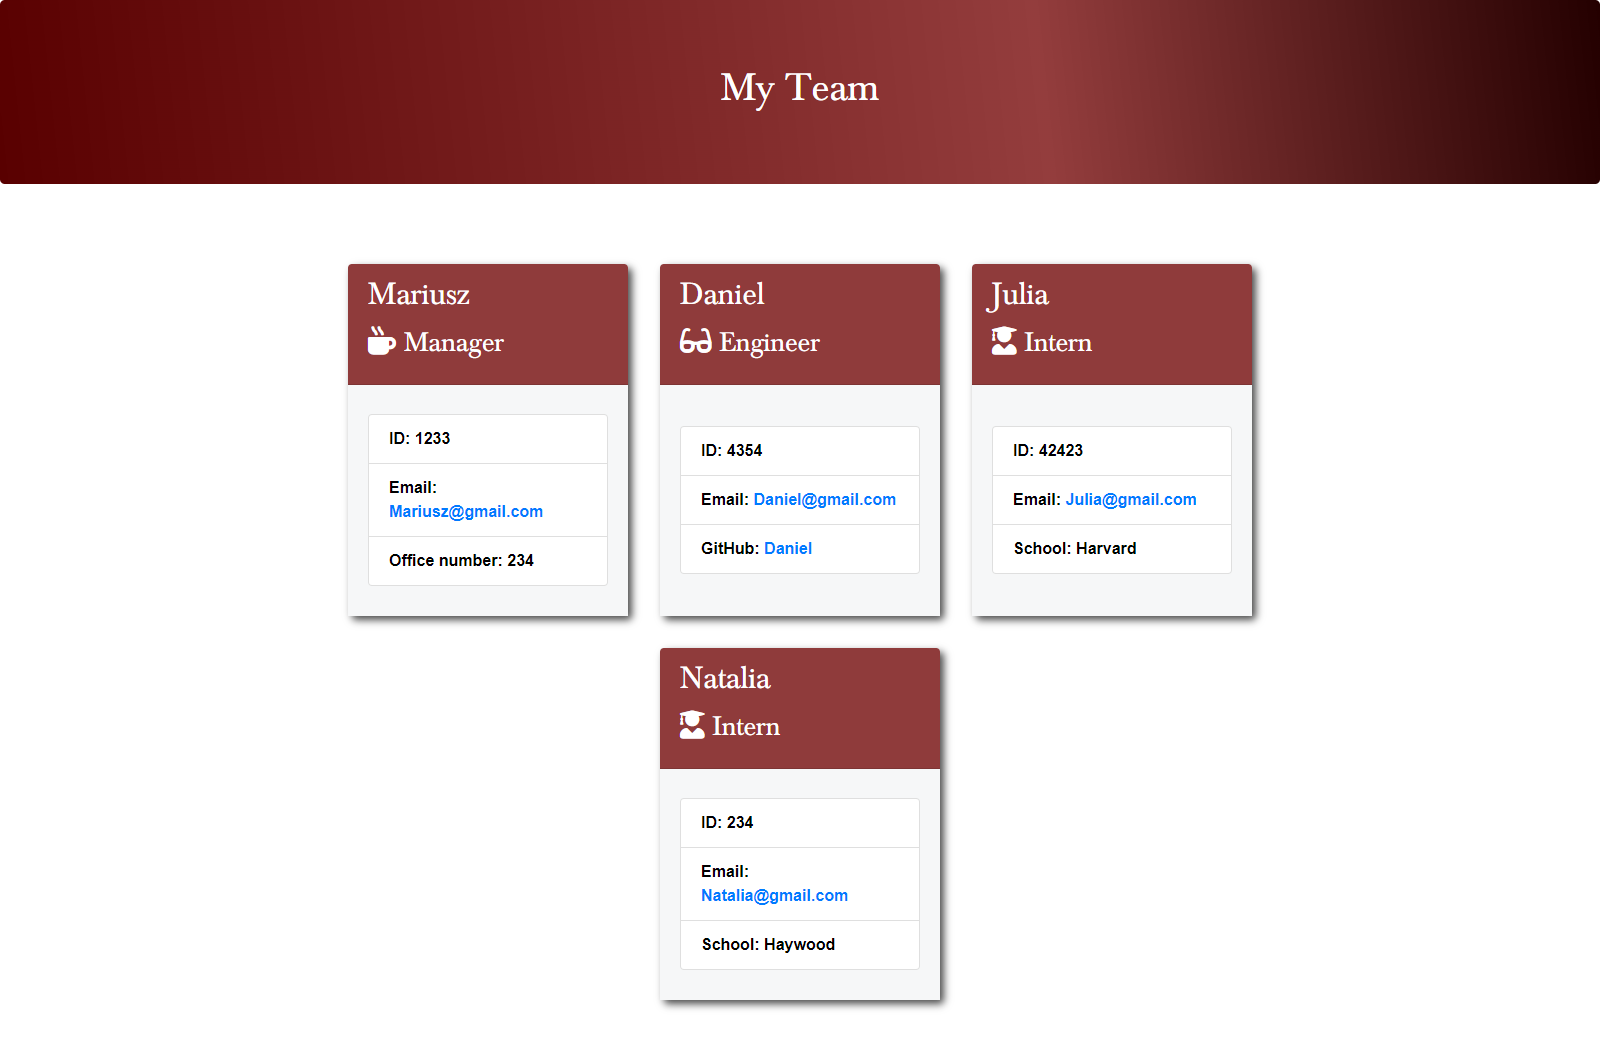 My Team
Mariusz
Manager
ID: 1233
Email:
Mariusz@gmail.com
Office number: 234
Daniel
Engineer
ID: 4354
Email: Daniel@gmail.com
GitHub: Daniel
Julia
Intern
ID: 42423
Email: Julia@gmail.com
School: Harvard
Natalia
Intern
ID: 234
Email:
Natalia@gmail.com
School: Haywood